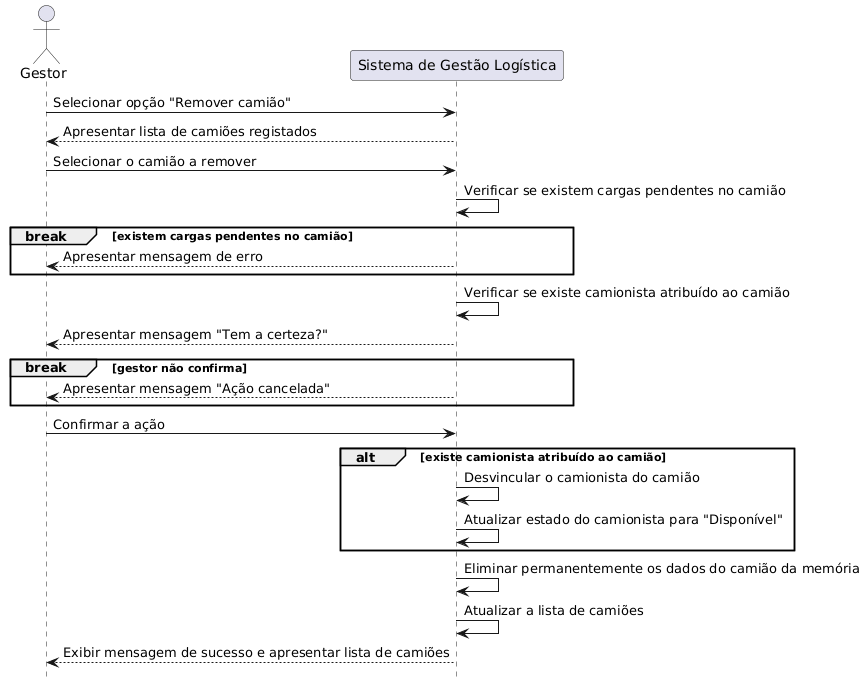 Gestor
Sistema de Gestão Logística
Selecionar opção "Remover camião"
Apresentar lista de camiões registados
Selecionar o camião a remover
Verificar se existem cargas pendentes no camião
break [existem cargas pendentes no camião]
Apresentar mensagem de erro
Verificar se existe camionista atribuído ao camião
Apresentar mensagem "Tem a certeza?"
break [gestor não confirma]
Apresentar mensagem "Ação cancelada"
Confirmar a ação
alt [existe camionista atribuído ao camião]
Desvincular o camionista do camião
Atualizar estado do camionista para "Disponível"
Eliminar permanentemente os dados do camião da memória
Atualizar a lista de camiões
Exibir mensagem de sucesso e apresentar lista de camiões